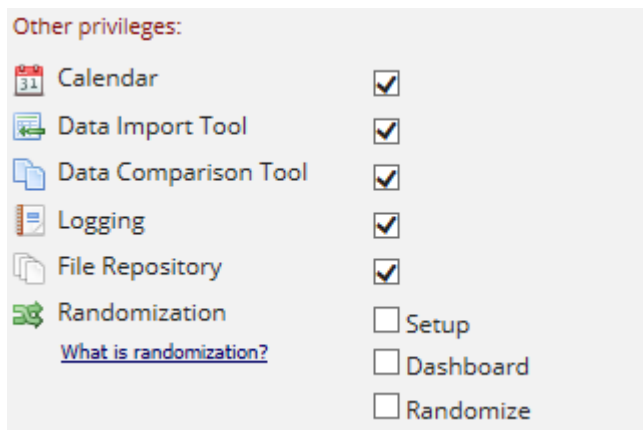 Other privileges:
31 Calendar
Data Import Tool
Data Comparison Tool
Logging
File Repository
Randomization Setup
What is randomization?
Dashboard
Randomize